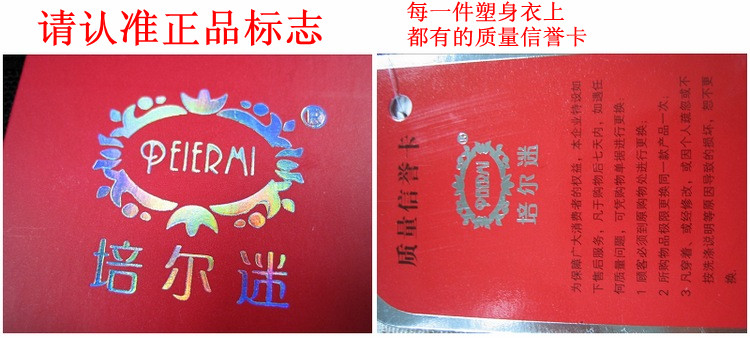 请认准正品标志
每一件塑身衣上
都有的质量信誉卡
PEIERMI
®
培尔迷
质量信誉卡
PEIERMI
®
培尔迷
为保障广大消费者的权益，本企业特设如
下售后服务，凡于购物后七天内，如遇任
何质量问题，可凭购物单据进行更换：
1 顾客必须到原购物处进行更换；
2 所购物品极限更换同一款产品一次；
3 凡穿着、或经修改，或因个人疏忽或不
按洗涤说明等原因导致的损坏，恕不更
换。